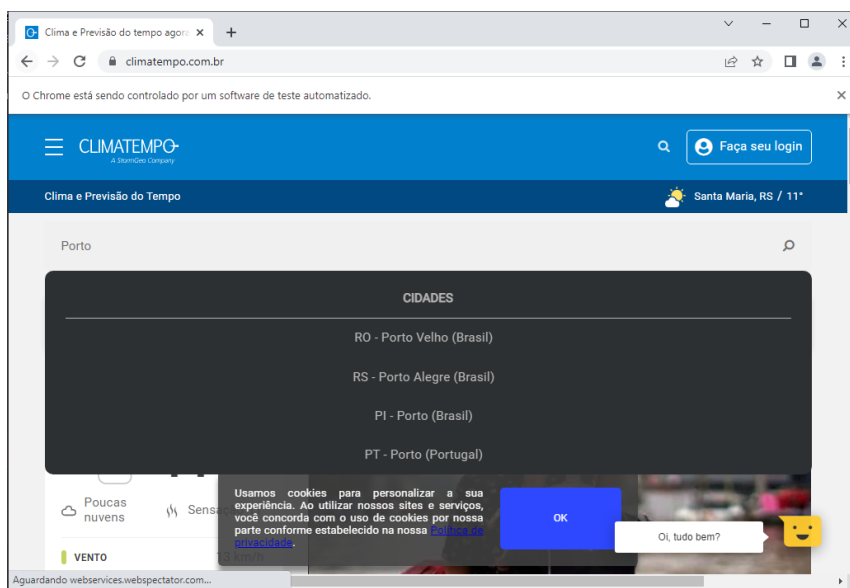 Clima e Previsão do tempo agora
climatempo.com.br
O Chrome está sendo controlado por um software de teste automatizado.
CLIMATEMPO
A StormGeo Company
Faça seu login
Clima e Previsão do Tempo
Santa Maria, RS / 11°
Porto
CIDADES
RO - Porto Velho (Brasil)
RS - Porto Alegre (Brasil)
PI - Porto (Brasil)
PT - Porto (Portugal)
Poucas
nuvens
Usamos cookies para personalizar a sua
experiência. Ao utilizar nossos sites e serviços,
você concorda com o uso de cookies por nossa
parte conforme estabelecido na nossa Política de
privacidade.
OK
Oi, tudo bem?
VENTO
13 km/h
Aguardando webservices.webspectator.com...